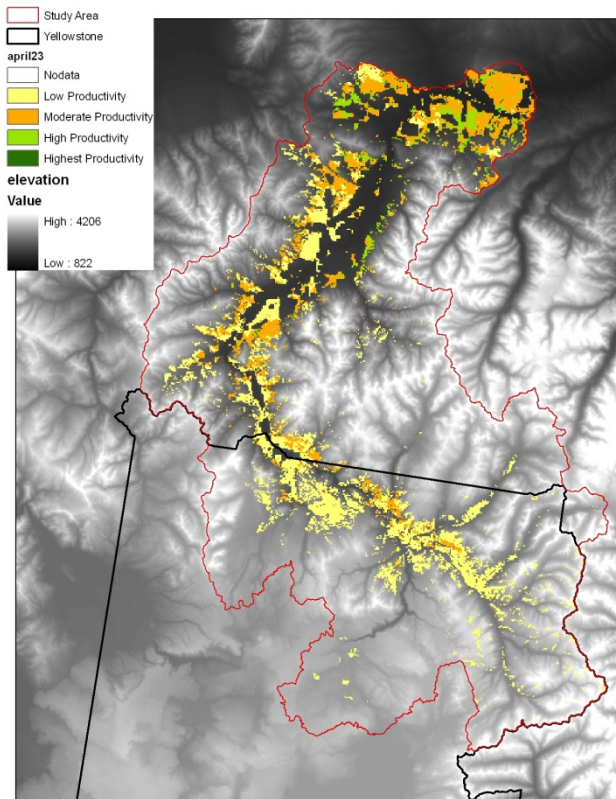 Study Area
Yellowstone
april23
Nodata
Low Productivity
Moderate Productivity
High Productivity
Highest Productivity
elevation
Value
High : 4206
Low : 822